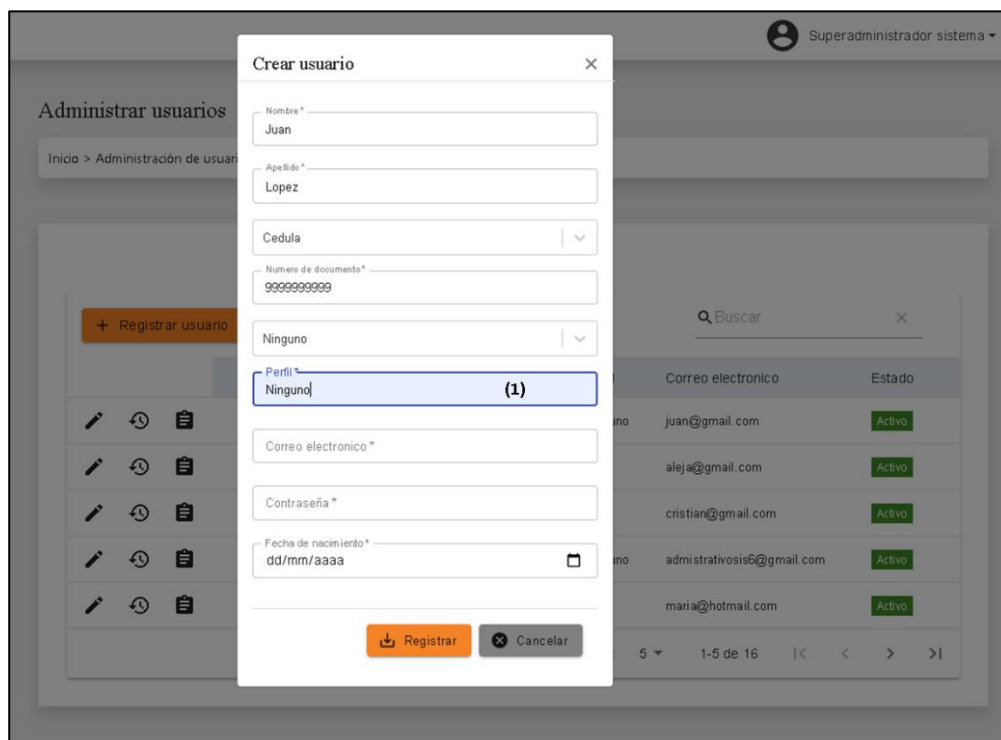 Superadministrador sistema
Crear usuario
Administrar usuarios
Nombre *
Juan
Inicio > Administración de usuari
Apellido *
Lopez
Cedula
Numero de documento *
9999999999
+ Registrar usuario
Buscar
Ninguno
Perfil *
Ninguno (1)
Correo electronico
Estado
uno
juan@gmail.com
Activo
Correo electronico *
aleja@gmail.com
Activo
Contraseña *
cristian@gmail.com
Activo
Fecha de nacimiento *
dd/mm/aaaa
uno
admistrativosis6@gmail.com
Activo
maria@hotmail.com
Activo
Registrar
Cancelar
5
1-5 de 16